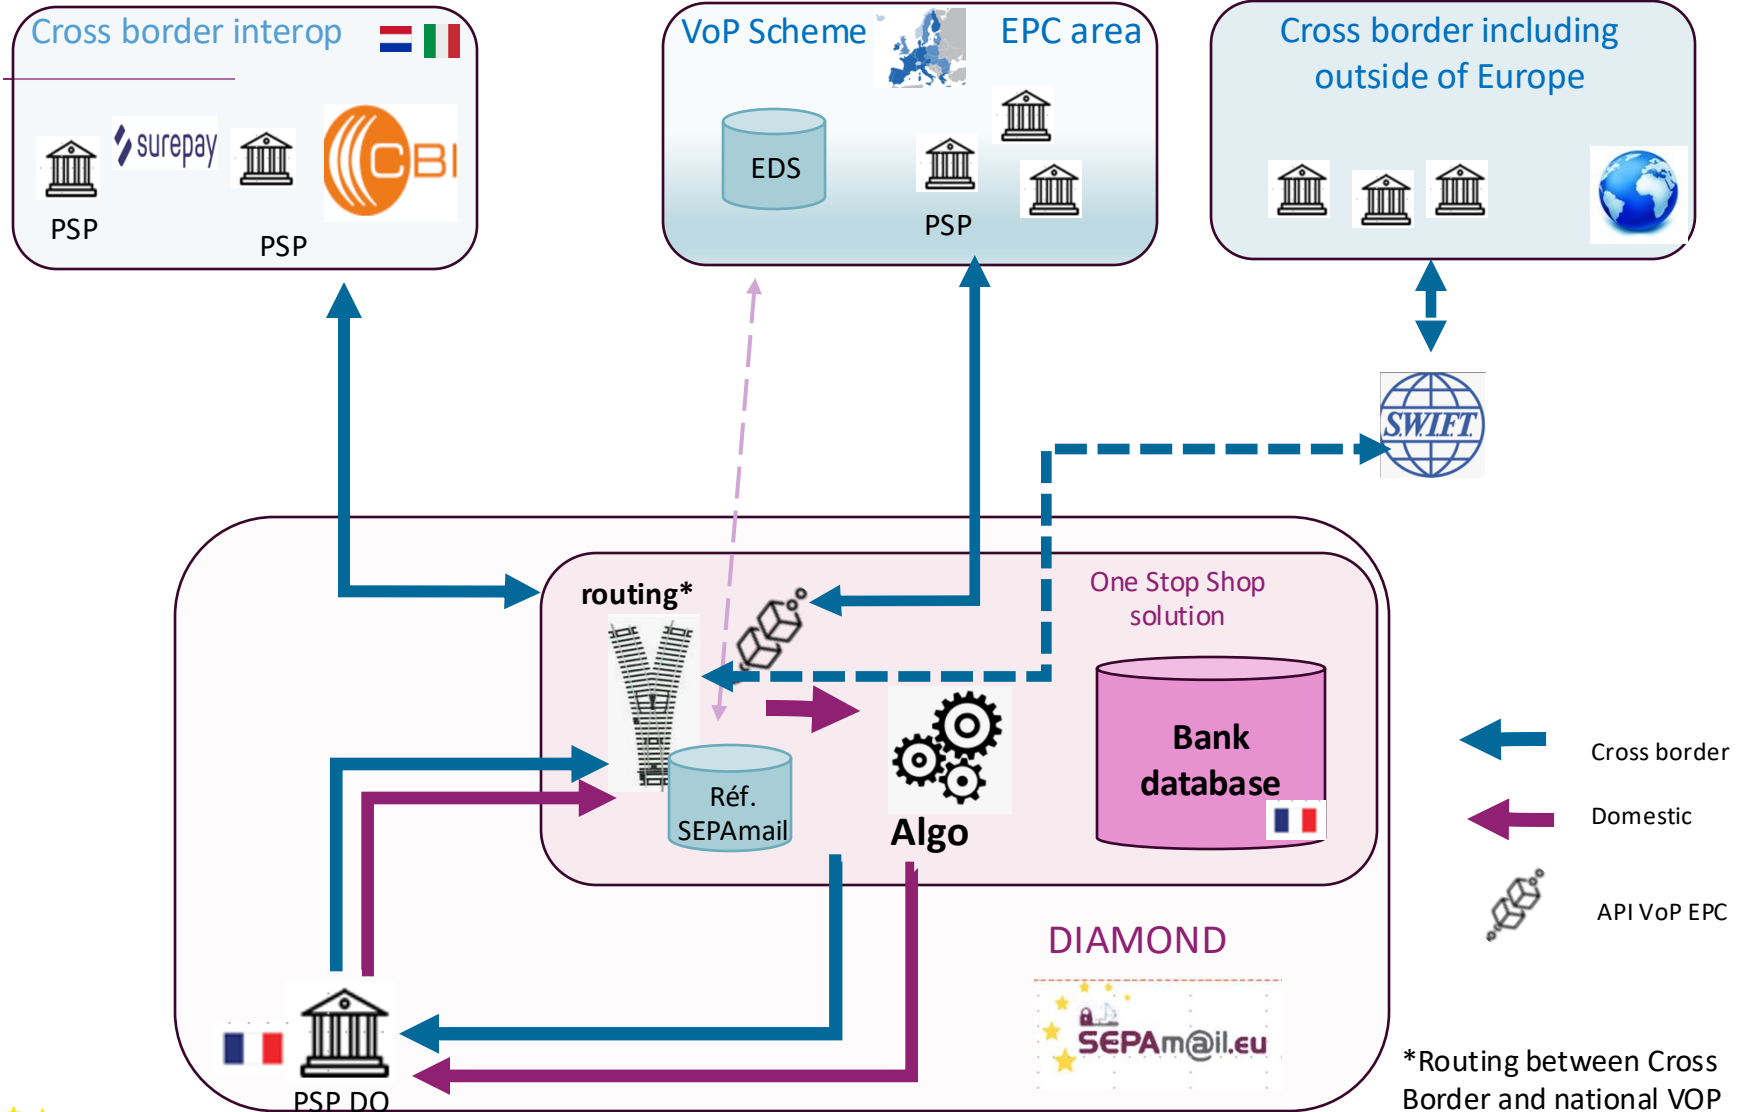 Cross border interop
surepay
CBI
PSP
PSP
VoP Scheme
EPC area
EDS
PSP
Cross border including
outside of Europe
S.W.I.F.T.
routing*
One Stop Shop
solution
Réf.
SEPAmail
Algo
Bank
database
Cross border
Domestic
API VoP EPC
DIAMOND
SEPAm@il.eu
PSP DO
*Routing between Cross
Border and national VOP